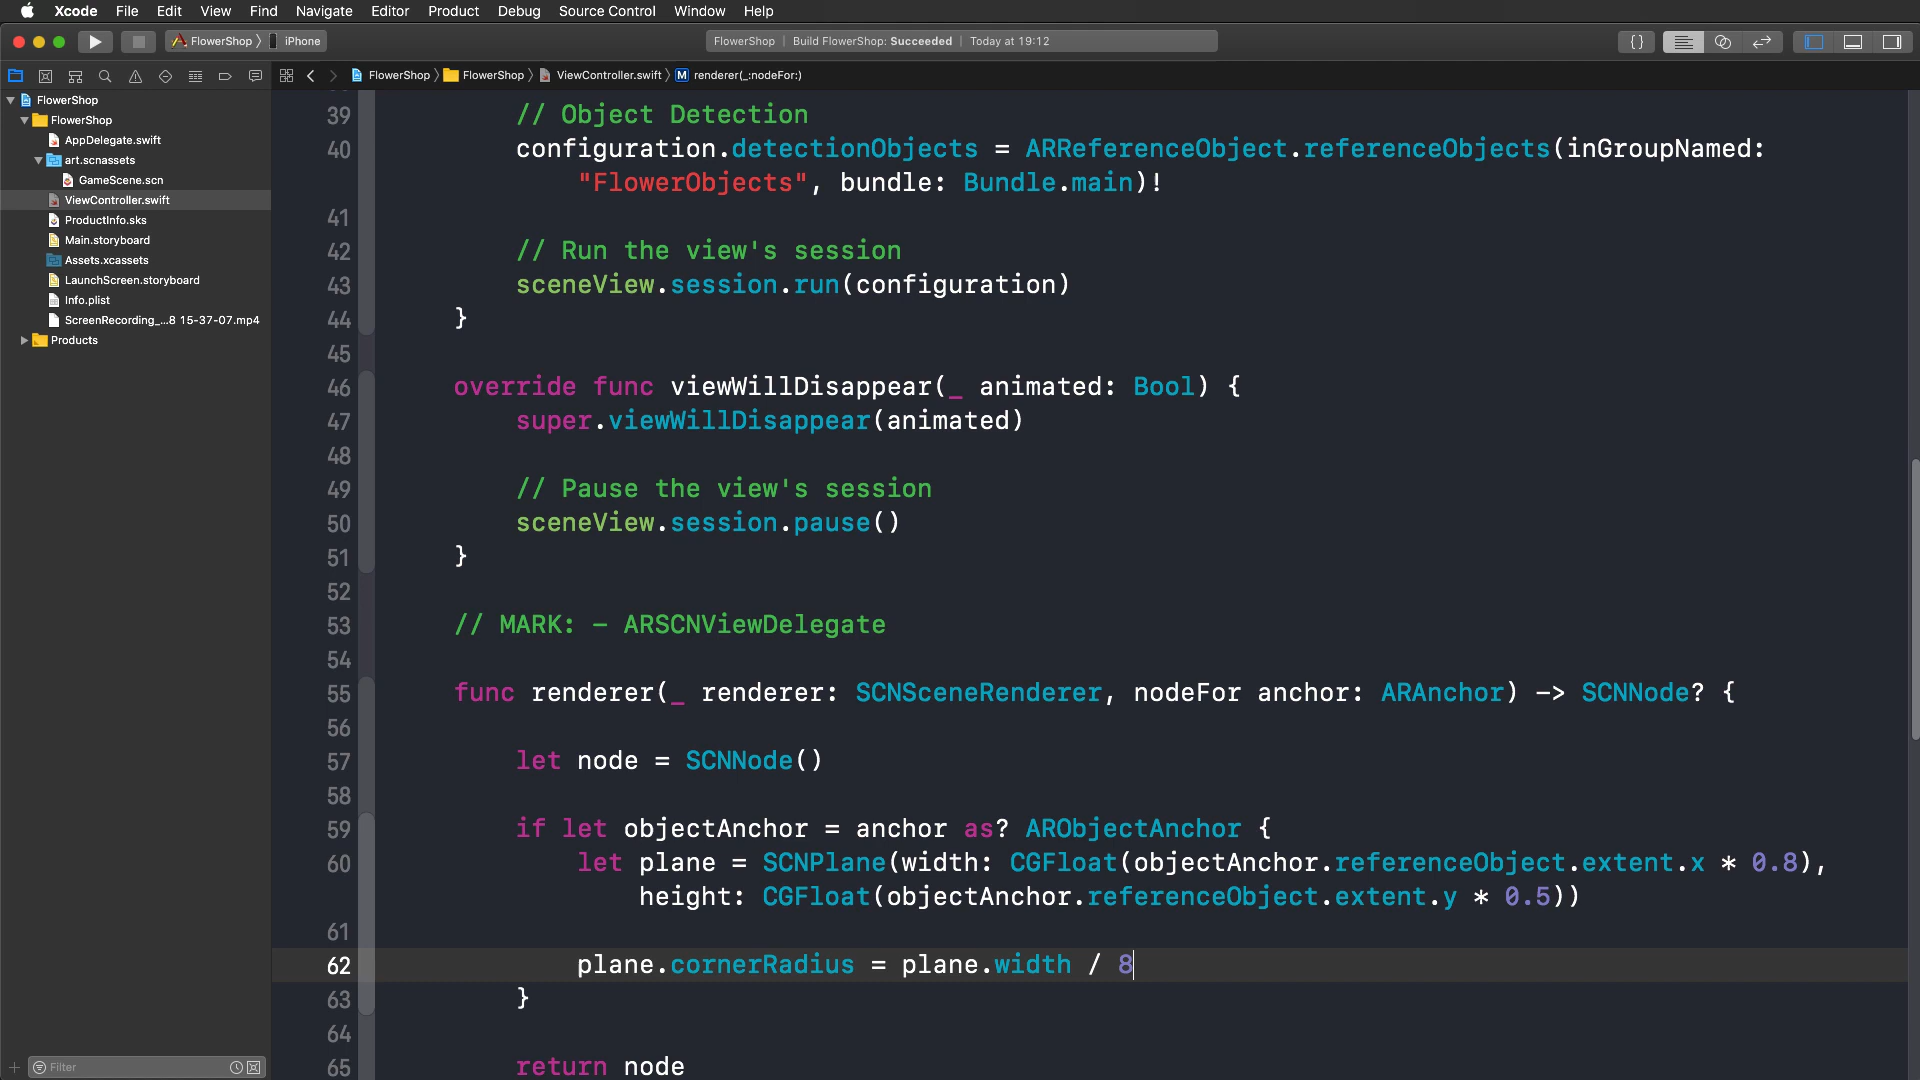 Xcode File Edit View Find Navigate Editor Product Debug Source Control Window Help
FlowerShop iPhone
FlowerShop | Build FlowerShop: Succeeded | Today at 19:12
{}
FlowerShop FlowerShop ViewController.swift M renderer(_:nodeFor:)
FlowerShop
FlowerShop
AppDelegate.swift
art.scnassets
GameScene.scn
ViewController.swift
ProductInfo.sks
Main.storyboard
Assets.xcassets
LaunchScreen.storyboard
Info.plist
ScreenRecording_...8 15-37-07.mp4
Products
Filter
39 // Object Detection
40 configuration.detectionObjects = ARReferenceObject.referenceObjects(inGroupNamed:
"FlowerObjects", bundle: Bundle.main)!
41
42 // Run the view's session
43 sceneView.session.run(configuration)
44 }
45
46 override func viewWillDisappear(_ animated: Bool) {
47 super.viewWillDisappear(animated)
48
49 // Pause the view's session
50 sceneView.session.pause()
51 }
52
53 // MARK: - ARSCNViewDelegate
54
55 func renderer(_ renderer: SCNSceneRenderer, nodeFor anchor: ARAnchor) -> SCNNode? {
56
57 let node = SCNNode()
58
59 if let objectAnchor = anchor as? ARObjectAnchor {
60 let plane = SCNPlane(width: CGFloat(objectAnchor.referenceObject.extent.x * 0.8),
height: CGFloat(objectAnchor.referenceObject.extent.y * 0.5))
61
62 plane.cornerRadius = plane.width / 8
63 }
64
65 return node